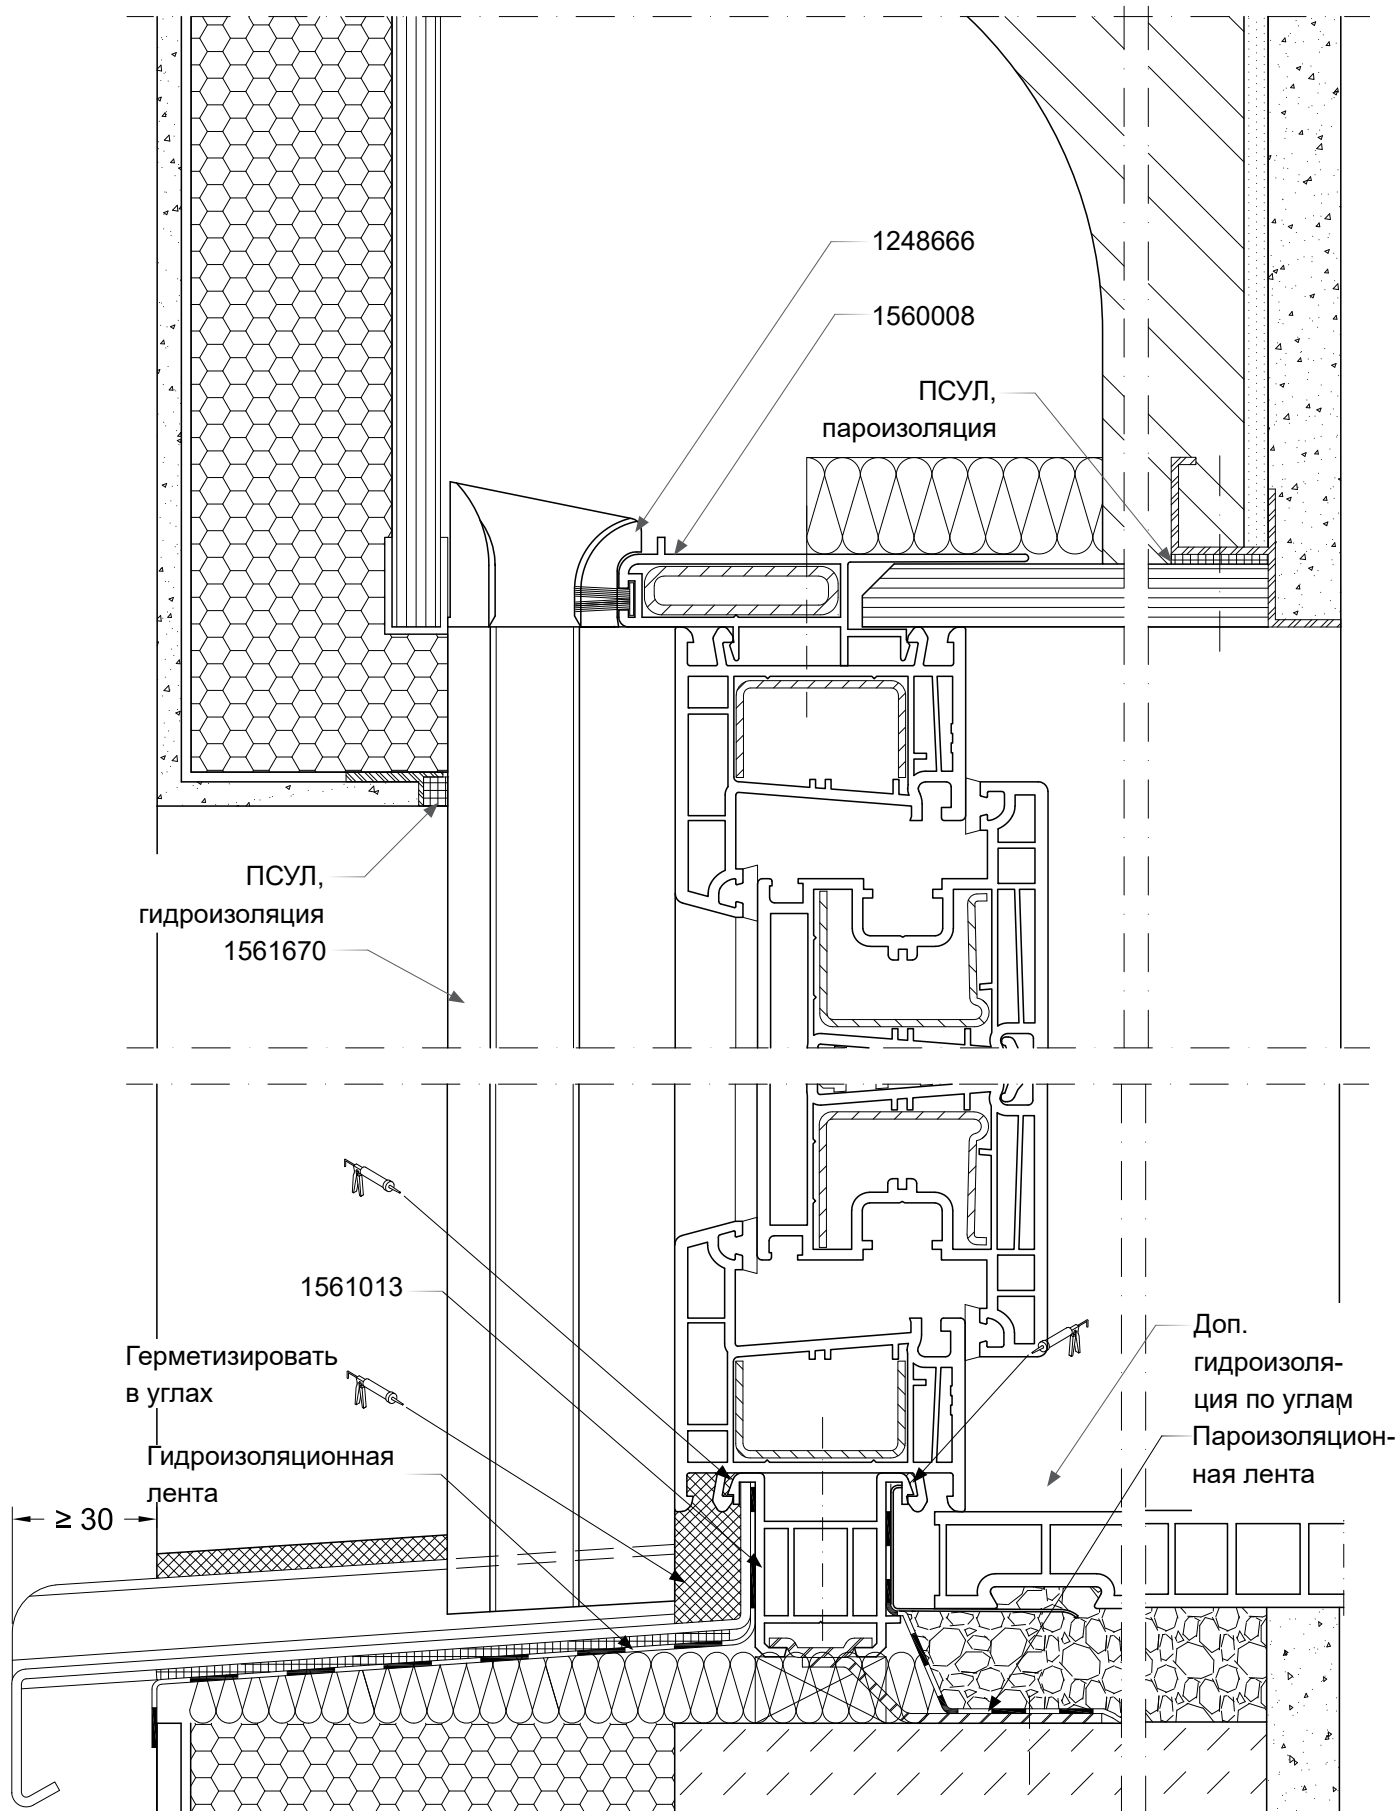 1248666
1560008
ПСУЛ,
пароизоляция
ПСУЛ,
гидроизоляция
1561670
1561013
Герметизировать
в углах
Гидроизоляционная
лента
≥ 30
Доп.
гидроизоля-
ция по углам
Пароизоляцион-
ная лента